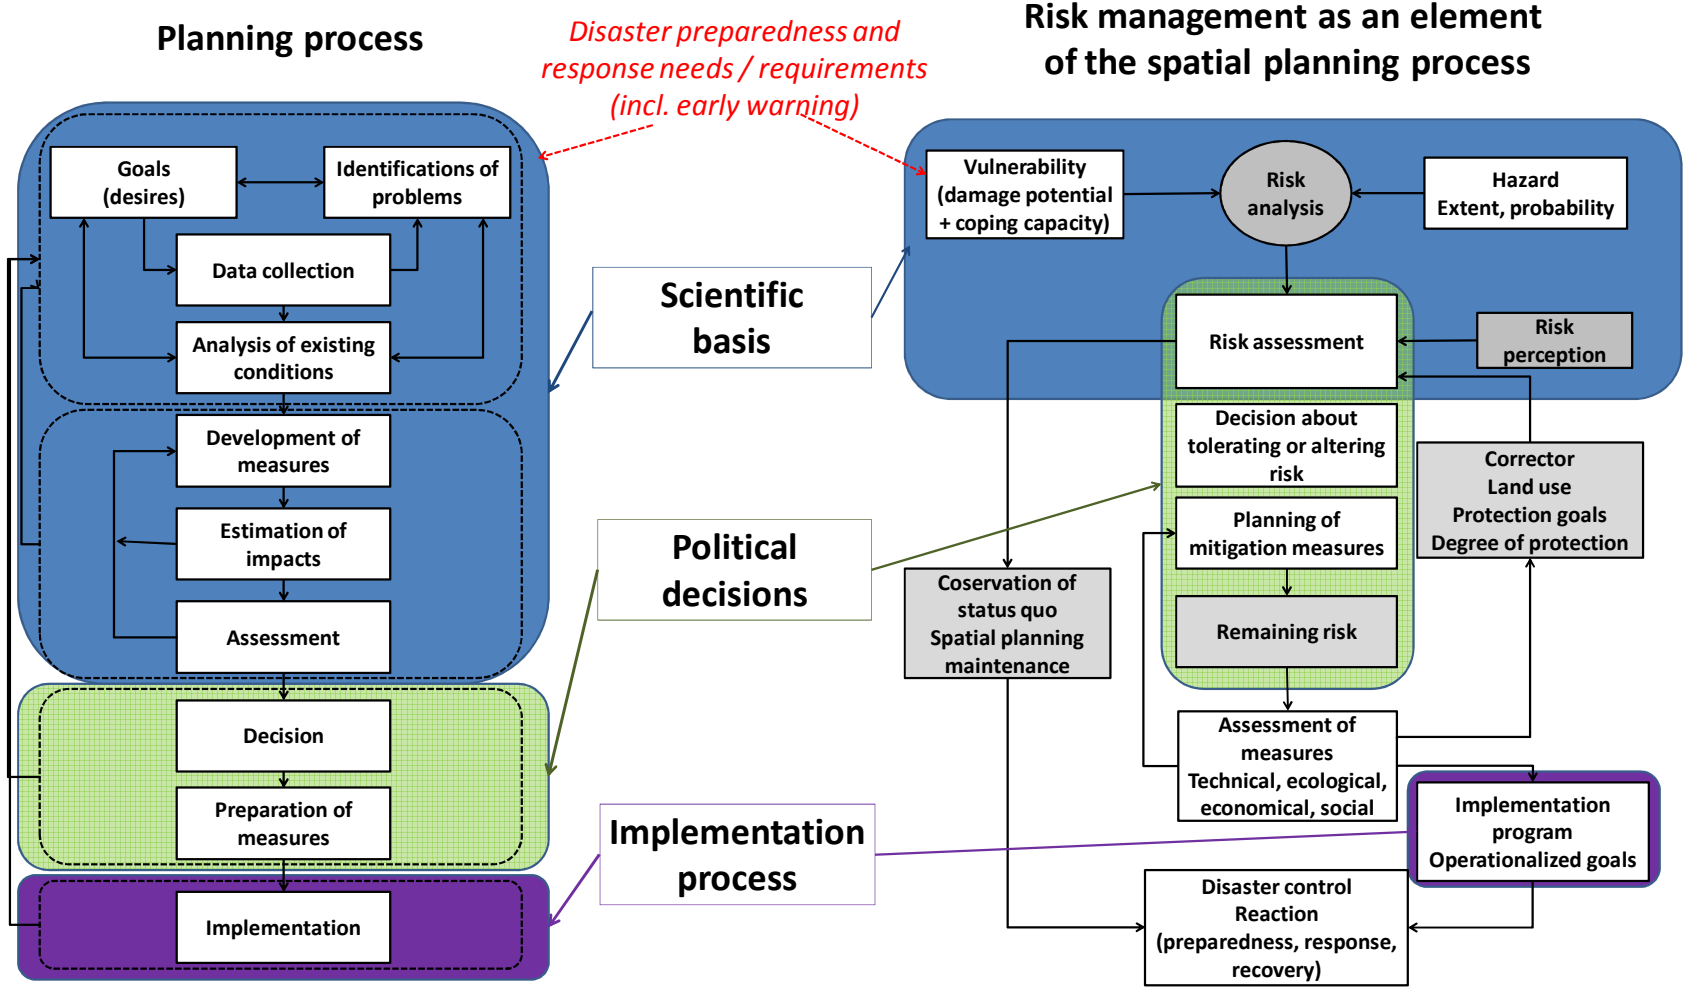 Planning process
Disaster preparedness and
response needs / requirements
(incl. early warning)
Risk management as an element
of the spatial planning process
Goals
(desires)
Identifications of
problems
Data collection
Analysis of existing
conditions
Development of
measures
Estimation of
impacts
Assessment
Decision
Preparation of
measures
Implementation
Scientific
basis
Political
decisions
Implementation
process
Vulnerability
(damage potential
+ coping capacity)
Risk
analysis
Hazard
Extent, probability
Risk assessment
Risk
perception
Decision about
tolerating or altering
risk
Corrector
Land use
Protection goals
Degree of protection
Planning of
mitigation measures
Coservation of
status quo
Spatial planning
maintenance
Remaining risk
Assessment of
measures
Technical, ecological,
economical, social
Implementation
program
Operationalized goals
Disaster control
Reaction
(preparedness, response,
recovery)